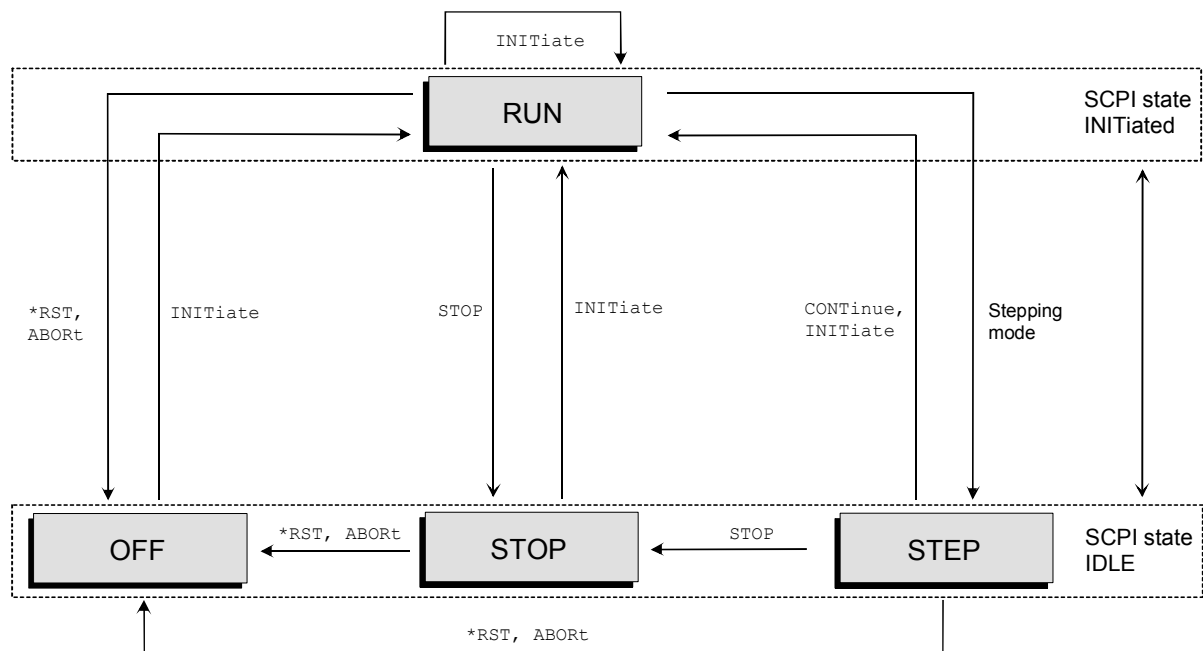 INITiate
RUN
SCPI state
INITiated
*RST,
ABORt
INITiate
STOP
INITiate
CONTinue,
INITiate
Stepping
mode
OFF
*RST, ABORt
STOP
STOP
STEP
SCPI state
IDLE
*RST, ABORt